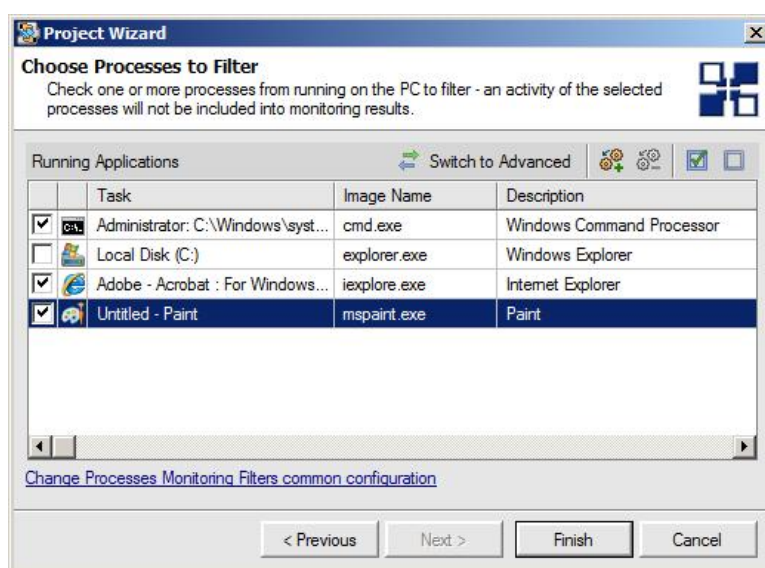 Project Wizard
Choose Processes to Filter
Check one or more processes from running on the PC to filter - an activity of the selected
processes will not be included into monitoring results.
Running Applications Switch to Advanced
Task Image Name Description
C:\. Administrator: C:\Windows\syst... cmd.exe Windows Command Processor
Local Disk (C:) explorer.exe Windows Explorer
Adobe - Acrobat : For Windows... iexplore.exe Internet Explorer
Untitled - Paint mspaint.exe Paint
Change Processes Monitoring Filters common configuration
< Previous Next > Finish Cancel